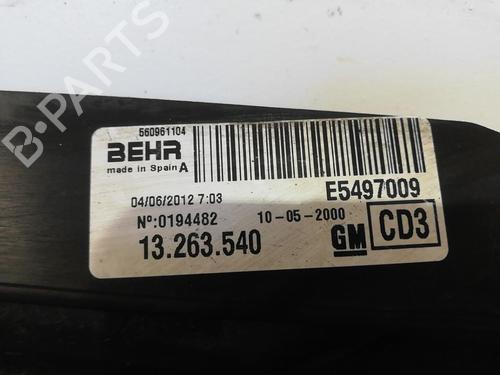 B-PARTS
560961104
BEHR
made in Spain A
E5497009
04/06/2012 7:03
Nº:0194482 10-05-2000
13.263.540
GM CD3